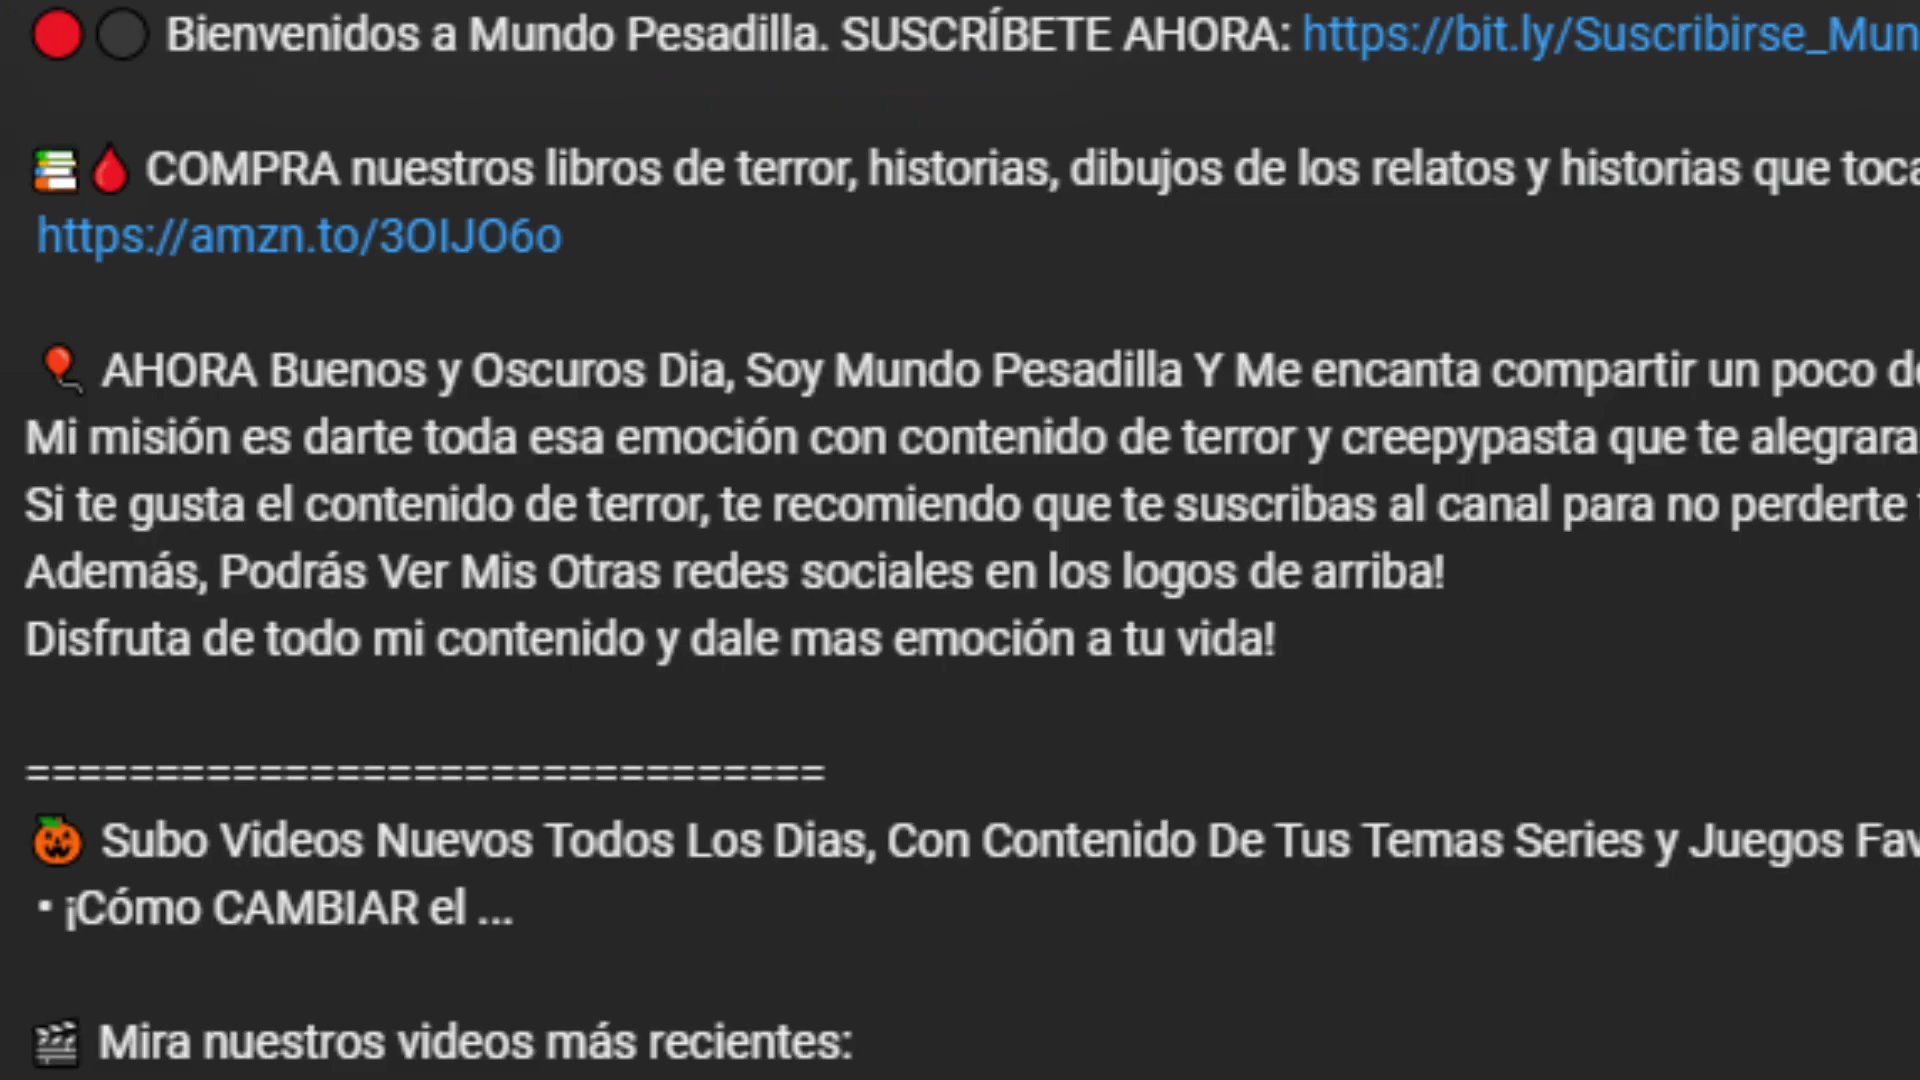 Bienvenidos a Mundo Pesadilla. SUSCRÍBETE AHORA: https://bit.ly/Suscribirse_Mun
COMPRA nuestros libros de terror, historias, dibujos de los relatos y historias que toca
https://amzn.to/3OIJO6o
AHORA Buenos y Oscuros Dia, Soy Mundo Pesadilla Y Me encanta compartir un poco de
Mi misión es darte toda esa emoción con contenido de terror y creepypasta que te alegrara
Si te gusta el contenido de terror, te recomiendo que te suscribas al canal para no perderte
Además, Podrás Ver Mis Otras redes sociales en los logos de arriba!
Disfruta de todo mi contenido y dale mas emoción a tu vida!
===============================
Subo Videos Nuevos Todos Los Dias, Con Contenido De Tus Temas Series y Juegos Fav
• ¡Cómo CAMBIAR el ...
Mira nuestros videos más recientes: